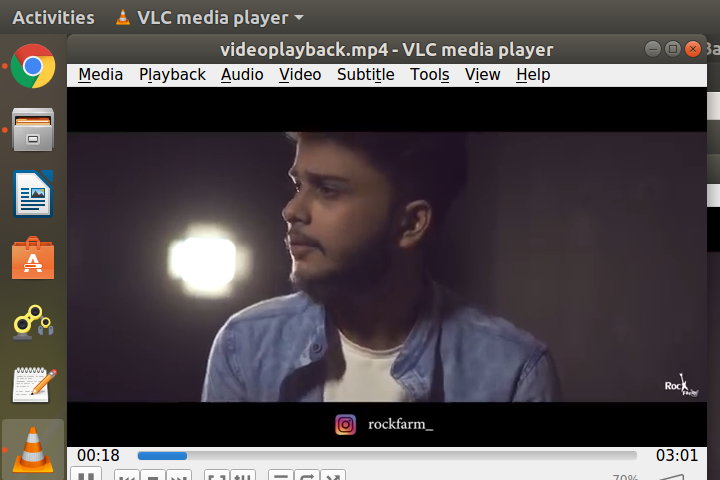 Activities VLC media player
videoplayback.mp4 - VLC media player
Media Playback Audio Video Subtitle Tools View Help
Rock
rockfarm_
00:18 03:01
70%